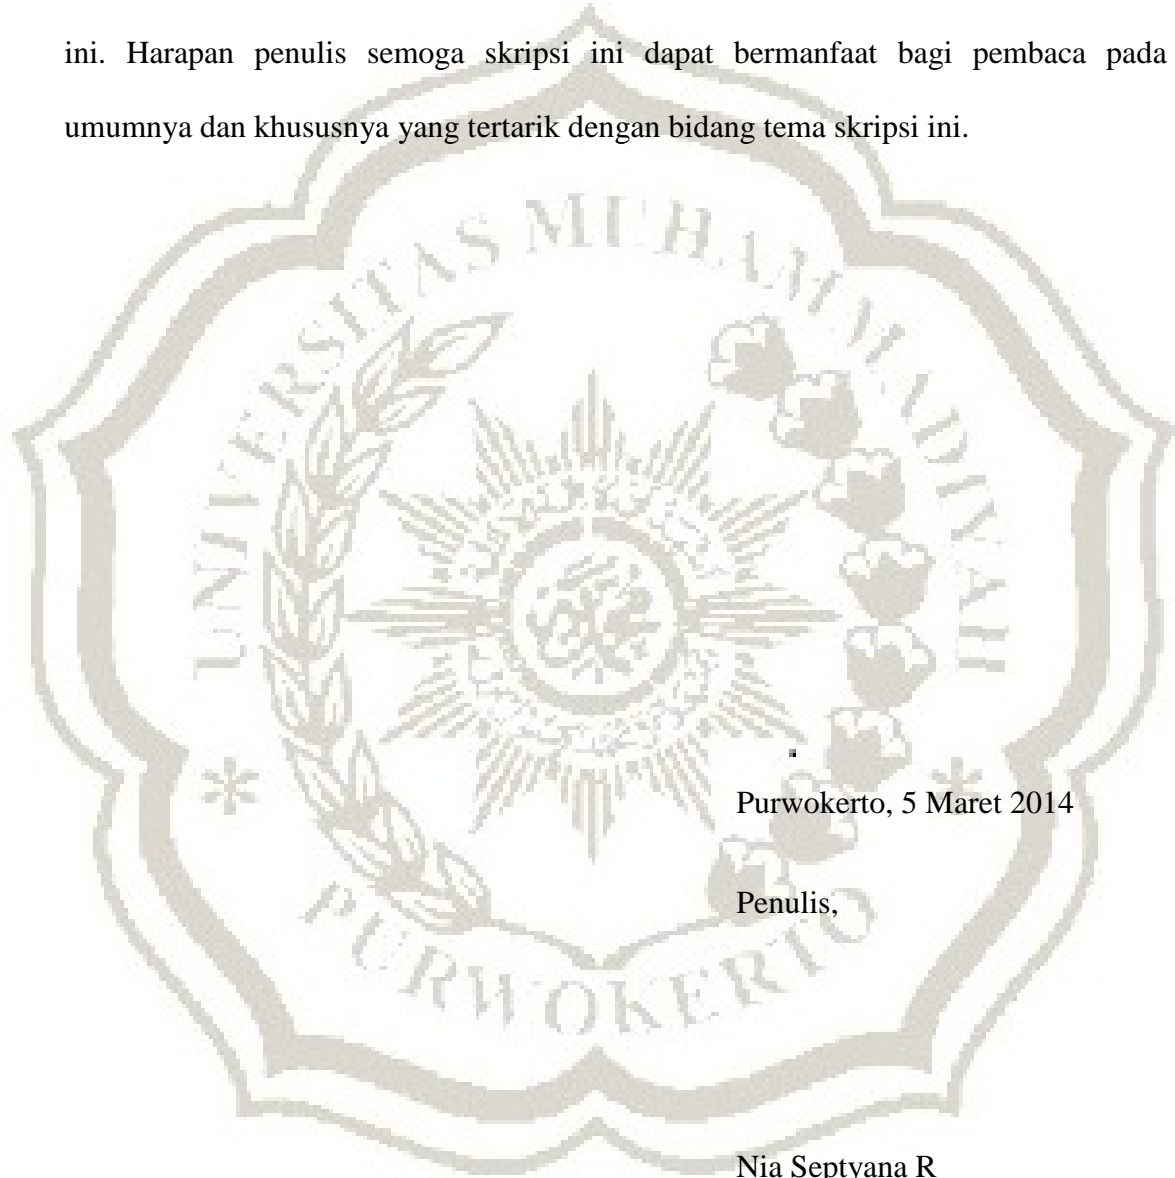 ini. Harapan penulis semoga skripsi ini dapat bermanfaat bagi pembaca pada
umumnya dan khususnya yang tertarik dengan bidang tema skripsi ini.
UNIVERSITAS MUHAMMADIYAH
PURWOKERTO
Purwokerto, 5 Maret 2014
Penulis,
Nia Septyana R